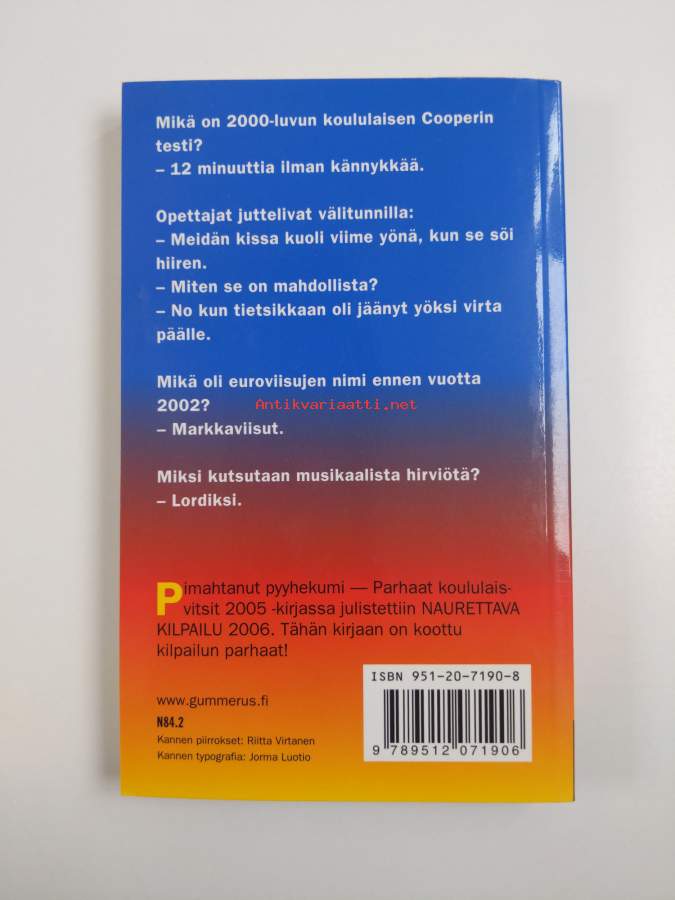 Mikä on 2000-luvun koululaisen Cooperin
testi?
– 12 minuuttia ilman kännykkää.
Opettajat juttelivat välitunnilla:
– Meidän kissa kuoli viime yönä, kun se söi
hiiren.
– Miten se on mahdollista?
– No kun tietsikkaan oli jäänyt yöksi virta
päälle.
Mikä oli euroviisujen nimi ennen vuotta
2002?
Antikvariaatti.net
– Markkaviisut.
Miksi kutsutaan musikaalista hirviötä?
– Lordiksi.
Pimahtanut pyyhekumi — Parhaat koululais-
vitsit 2005 -kirjassa julistettiin NAURETTAVA
KILPAILU 2006. Tähän kirjaan on koottu
kilpailun parhaat!
ISBN 951-20-7190-8
www.gummerus.fi
N84.2
Kannen piirrokset: Riitta Virtanen
Kannen typografia: Jorma Luotio
9 789512 071906